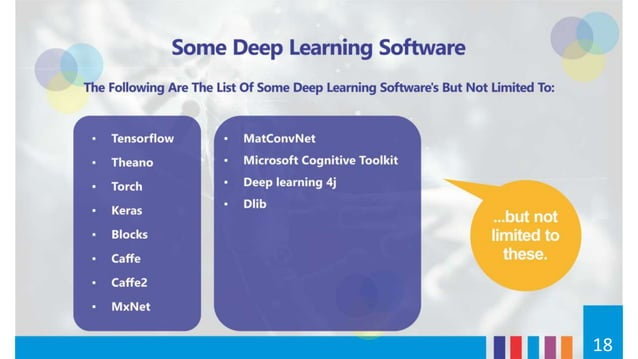 Some Deep Learning Software
The Following Are The List Of Some Deep Learning Software's But Not Limited To:
▪ Tensorflow
▪ Theano
▪ Torch
▪ Keras
▪ Blocks
▪ Caffe
▪ Caffe2
▪ MxNet
▪ MatConvNet
▪ Microsoft Cognitive Toolkit
▪ Deep learning 4j
▪ Dlib
...but not
limited to
these.
18